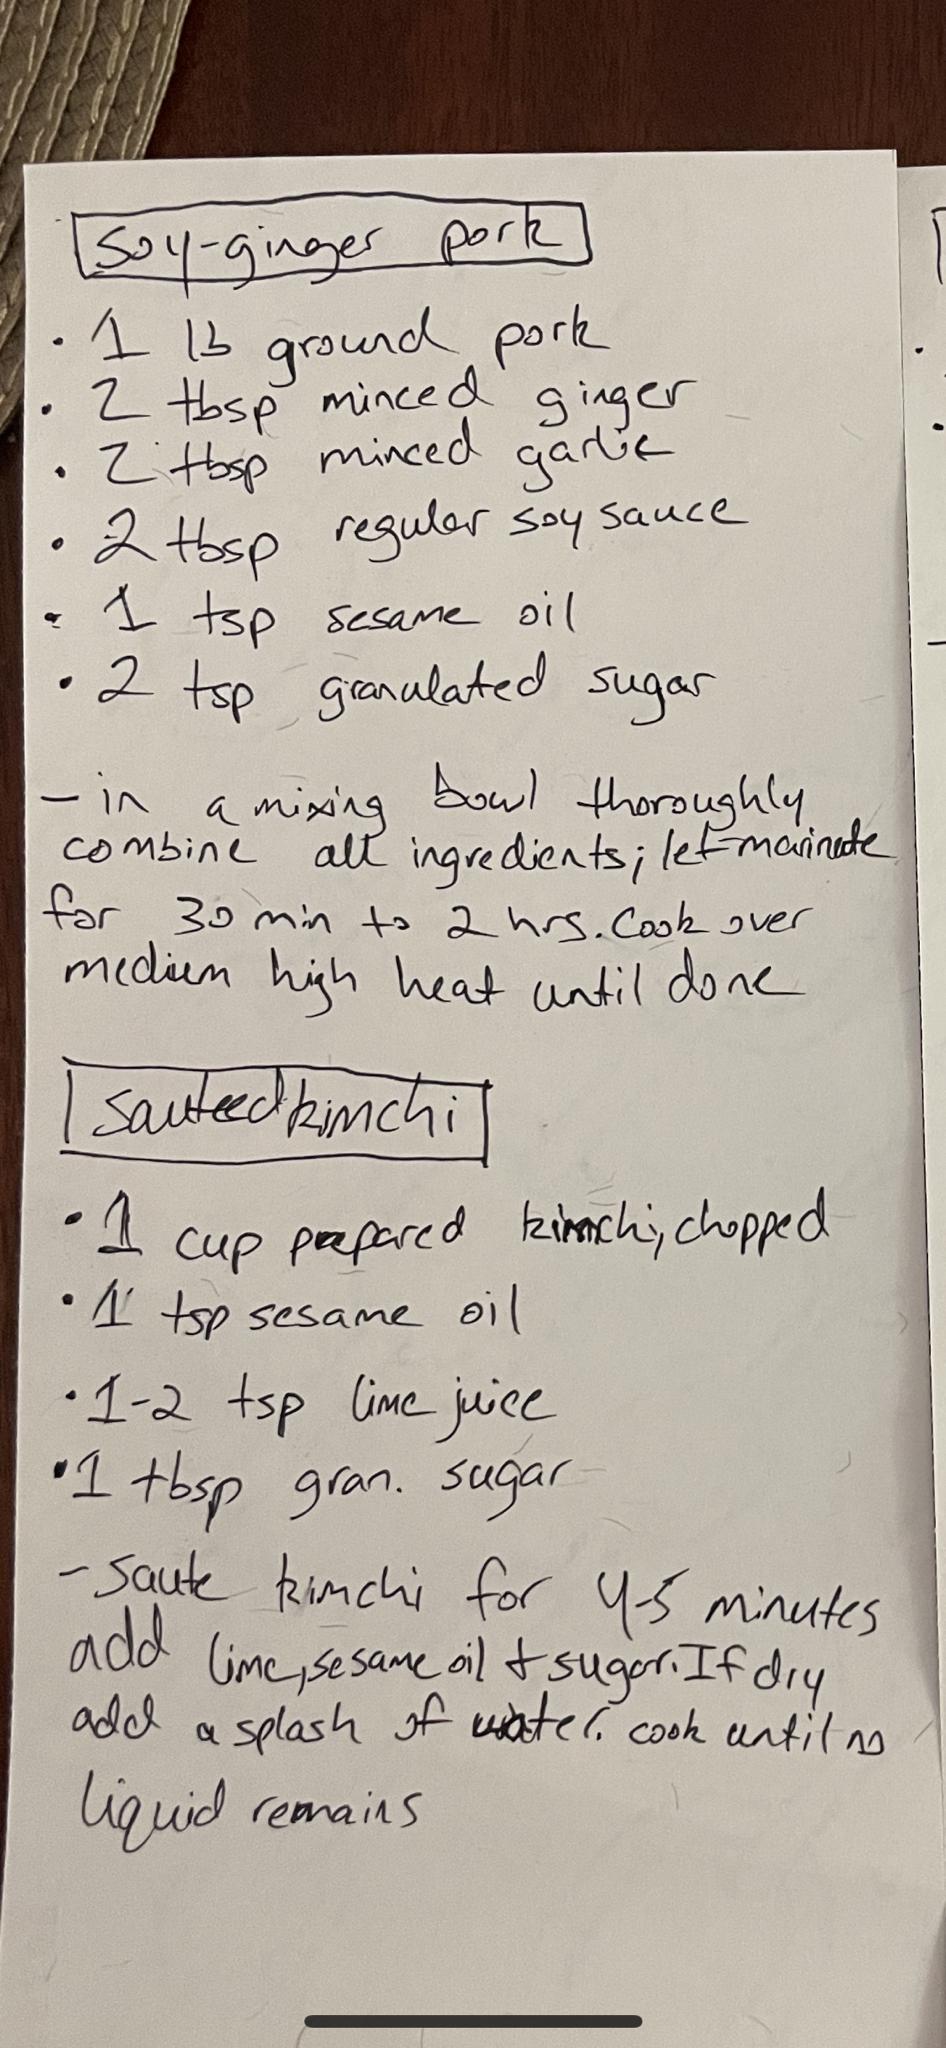 soy-ginger pork
· 1 lb ground pork
· 2 tbsp minced ginger
· 2 tbsp minced garlic
· 2 tbsp regular soy sauce
· 1 tsp sesame oil
· 2 tsp granulated sugar
- in a mixing bowl thoroughly
combine all ingredients; let marinate
for 30 min to 2 hrs. Cook over
medium high heat until done
sauteed kimchi
· 1 cup prepared kimchi, chopped
· 1 tsp sesame oil
· 1-2 tsp lime juice
· 1 tbsp gran. sugar
- saute kimchi for 4-5 minutes
add lime, sesame oil + sugar. If dry
add a splash of water. cook until no
liquid remains